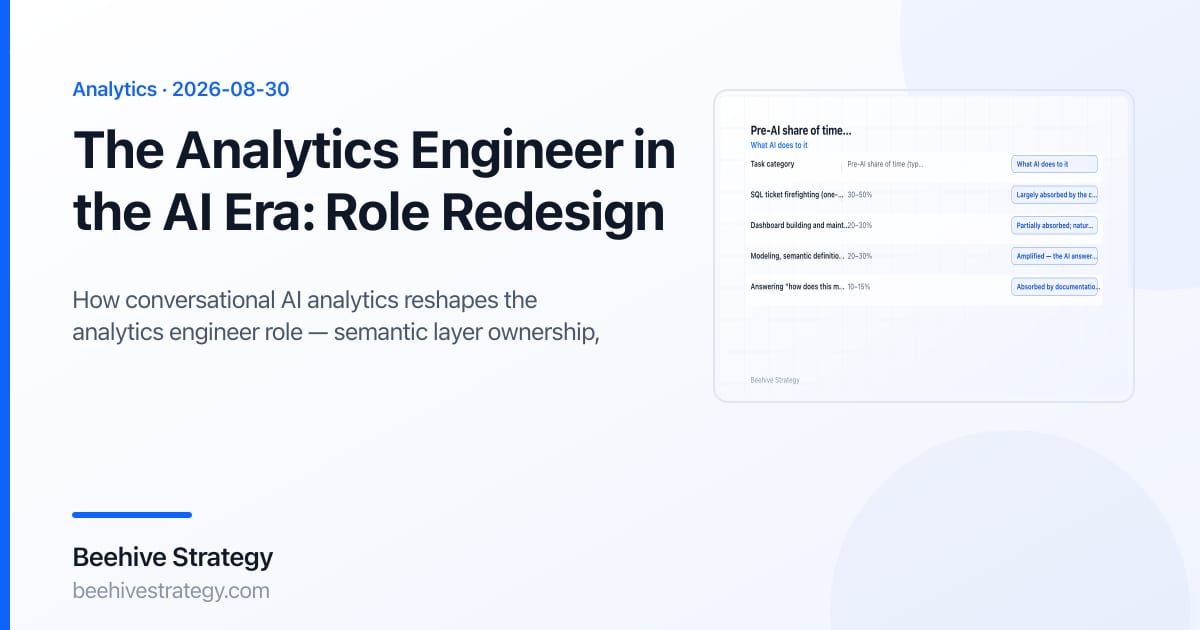 Analytics · 2026-08-30
The Analytics Engineer in
the AI Era: Role Redesign
How conversational AI analytics reshapes the
analytics engineer role — semantic layer ownership,
Beehive Strategy
beehivestrategy.com
Pre-AI share of time...
What AI does to it
Task category Pre-AI share of time (typ... What AI does to it
SQL ticket firefighting (one-... 30–50% Largely absorbed by the c...
Dashboard building and maint... 20–30% Partially absorbed; natur...
Modeling, semantic definitio... 20–30% Amplified — the AI answer...
Answering "how does this m... 10–15% Absorbed by documentatio...
Beehive Strategy